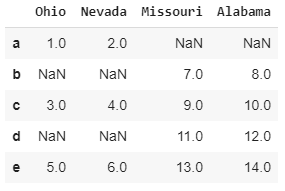 Ohio Nevada Missouri Alabama
a 1.0 2.0 NaN NaN
b NaN NaN 7.0 8.0
c 3.0 4.0 9.0 10.0
d NaN NaN 11.0 12.0
e 5.0 6.0 13.0 14.0